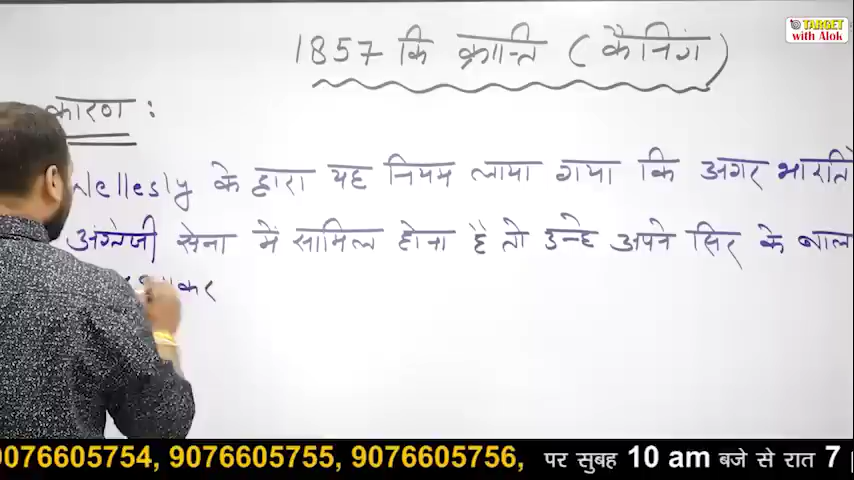 TARGET
with Alok
1857 कि क्रान्ति ( कैनिंग )
कारण :
Wellesly के द्वारा यह नियम लाया गया कि अगर भारति
अंग्रेजी सेना में सामिल होना है तो उन्हे अपने सिर के बाल
कर
9076605754, 9076605755, 9076605756, पर सुबह 10 am बजे से रात 7